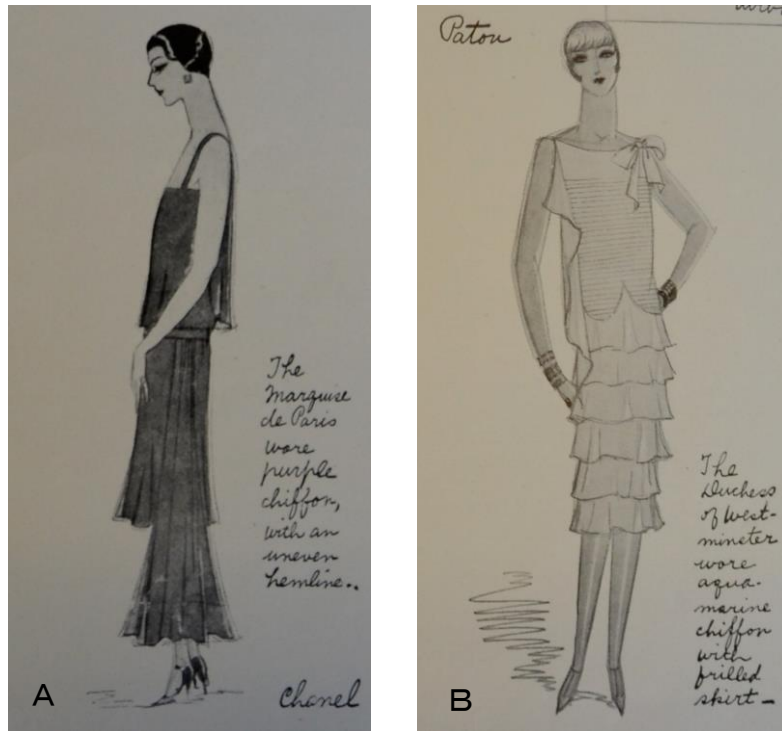 The
Marquise
de Paris
wore
purple
chiffon,
with an
uneven
hemline..
A
Chanel
Patou
The
Duchess
of West-
minster
wore
aqua-
marine
chiffon
with
frilled
skirt —
B